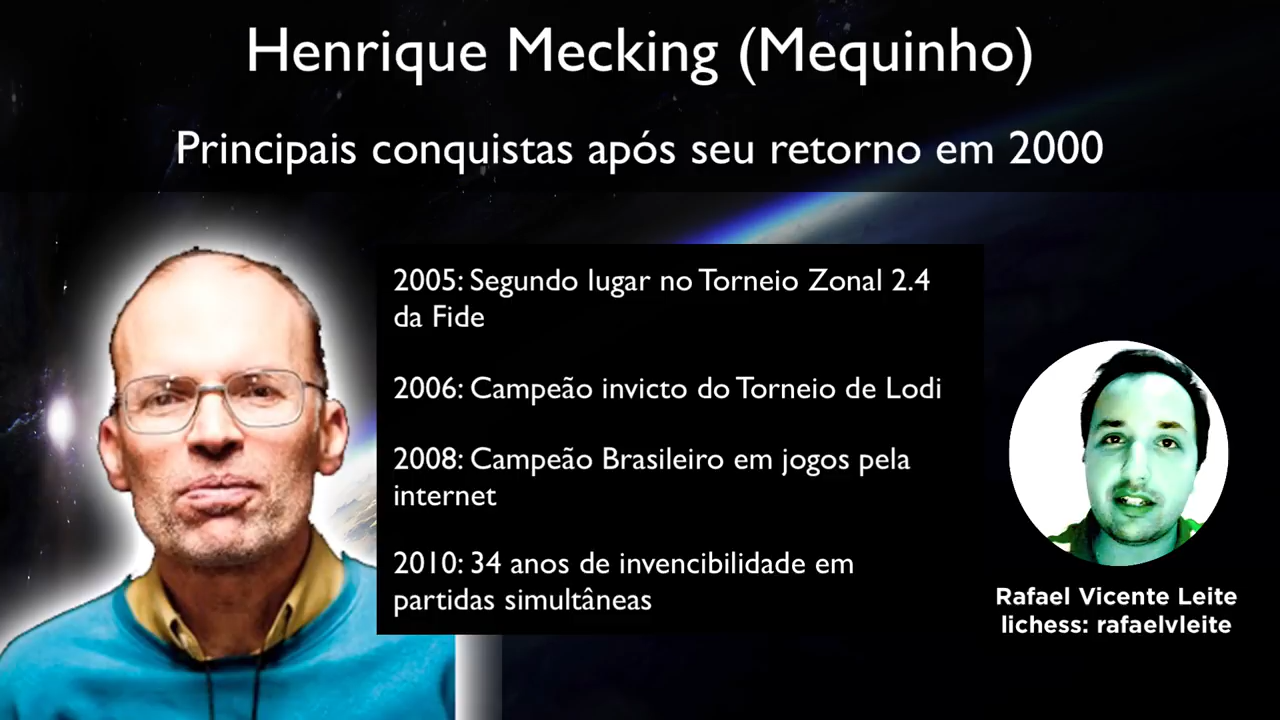 Henrique Mecking (Mequinho)
Principais conquistas após seu retorno em 2000
2005: Segundo lugar no Torneio Zonal 2.4
da Fide
2006: Campeão invicto do Torneio de Lodi
2008: Campeão Brasileiro em jogos pela
internet
2010: 34 anos de invencibilidade em
partidas simultâneas
Rafael Vicente Leite
lichess: rafaelvleite